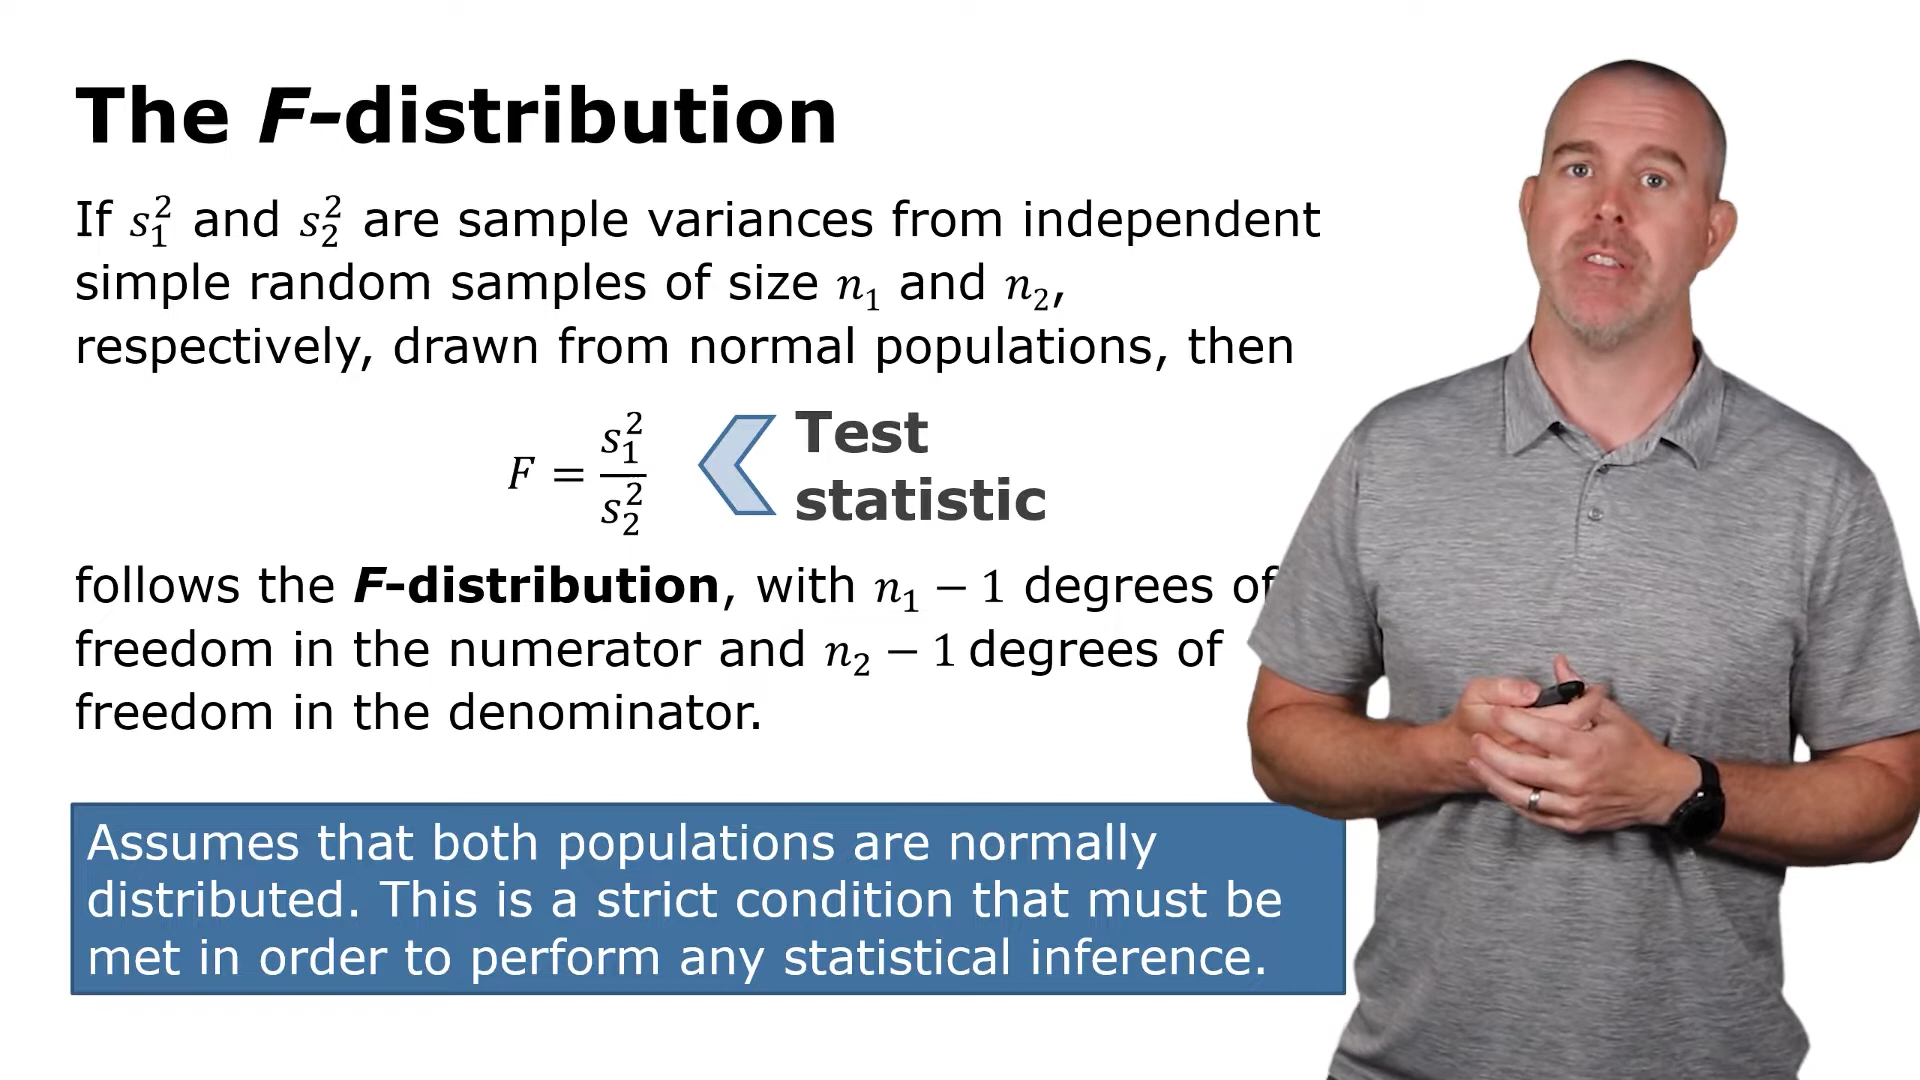 The F-distribution
If s₁² and s₂² are sample variances from independent
simple random samples of size n₁ and n₂,
respectively, drawn from normal populations, then
F = s₁² / s₂²
Test
statistic
follows the F-distribution, with n₁ − 1 degrees of
freedom in the numerator and n₂ − 1 degrees of
freedom in the denominator.
Assumes that both populations are normally
distributed. This is a strict condition that must be
met in order to perform any statistical inference.